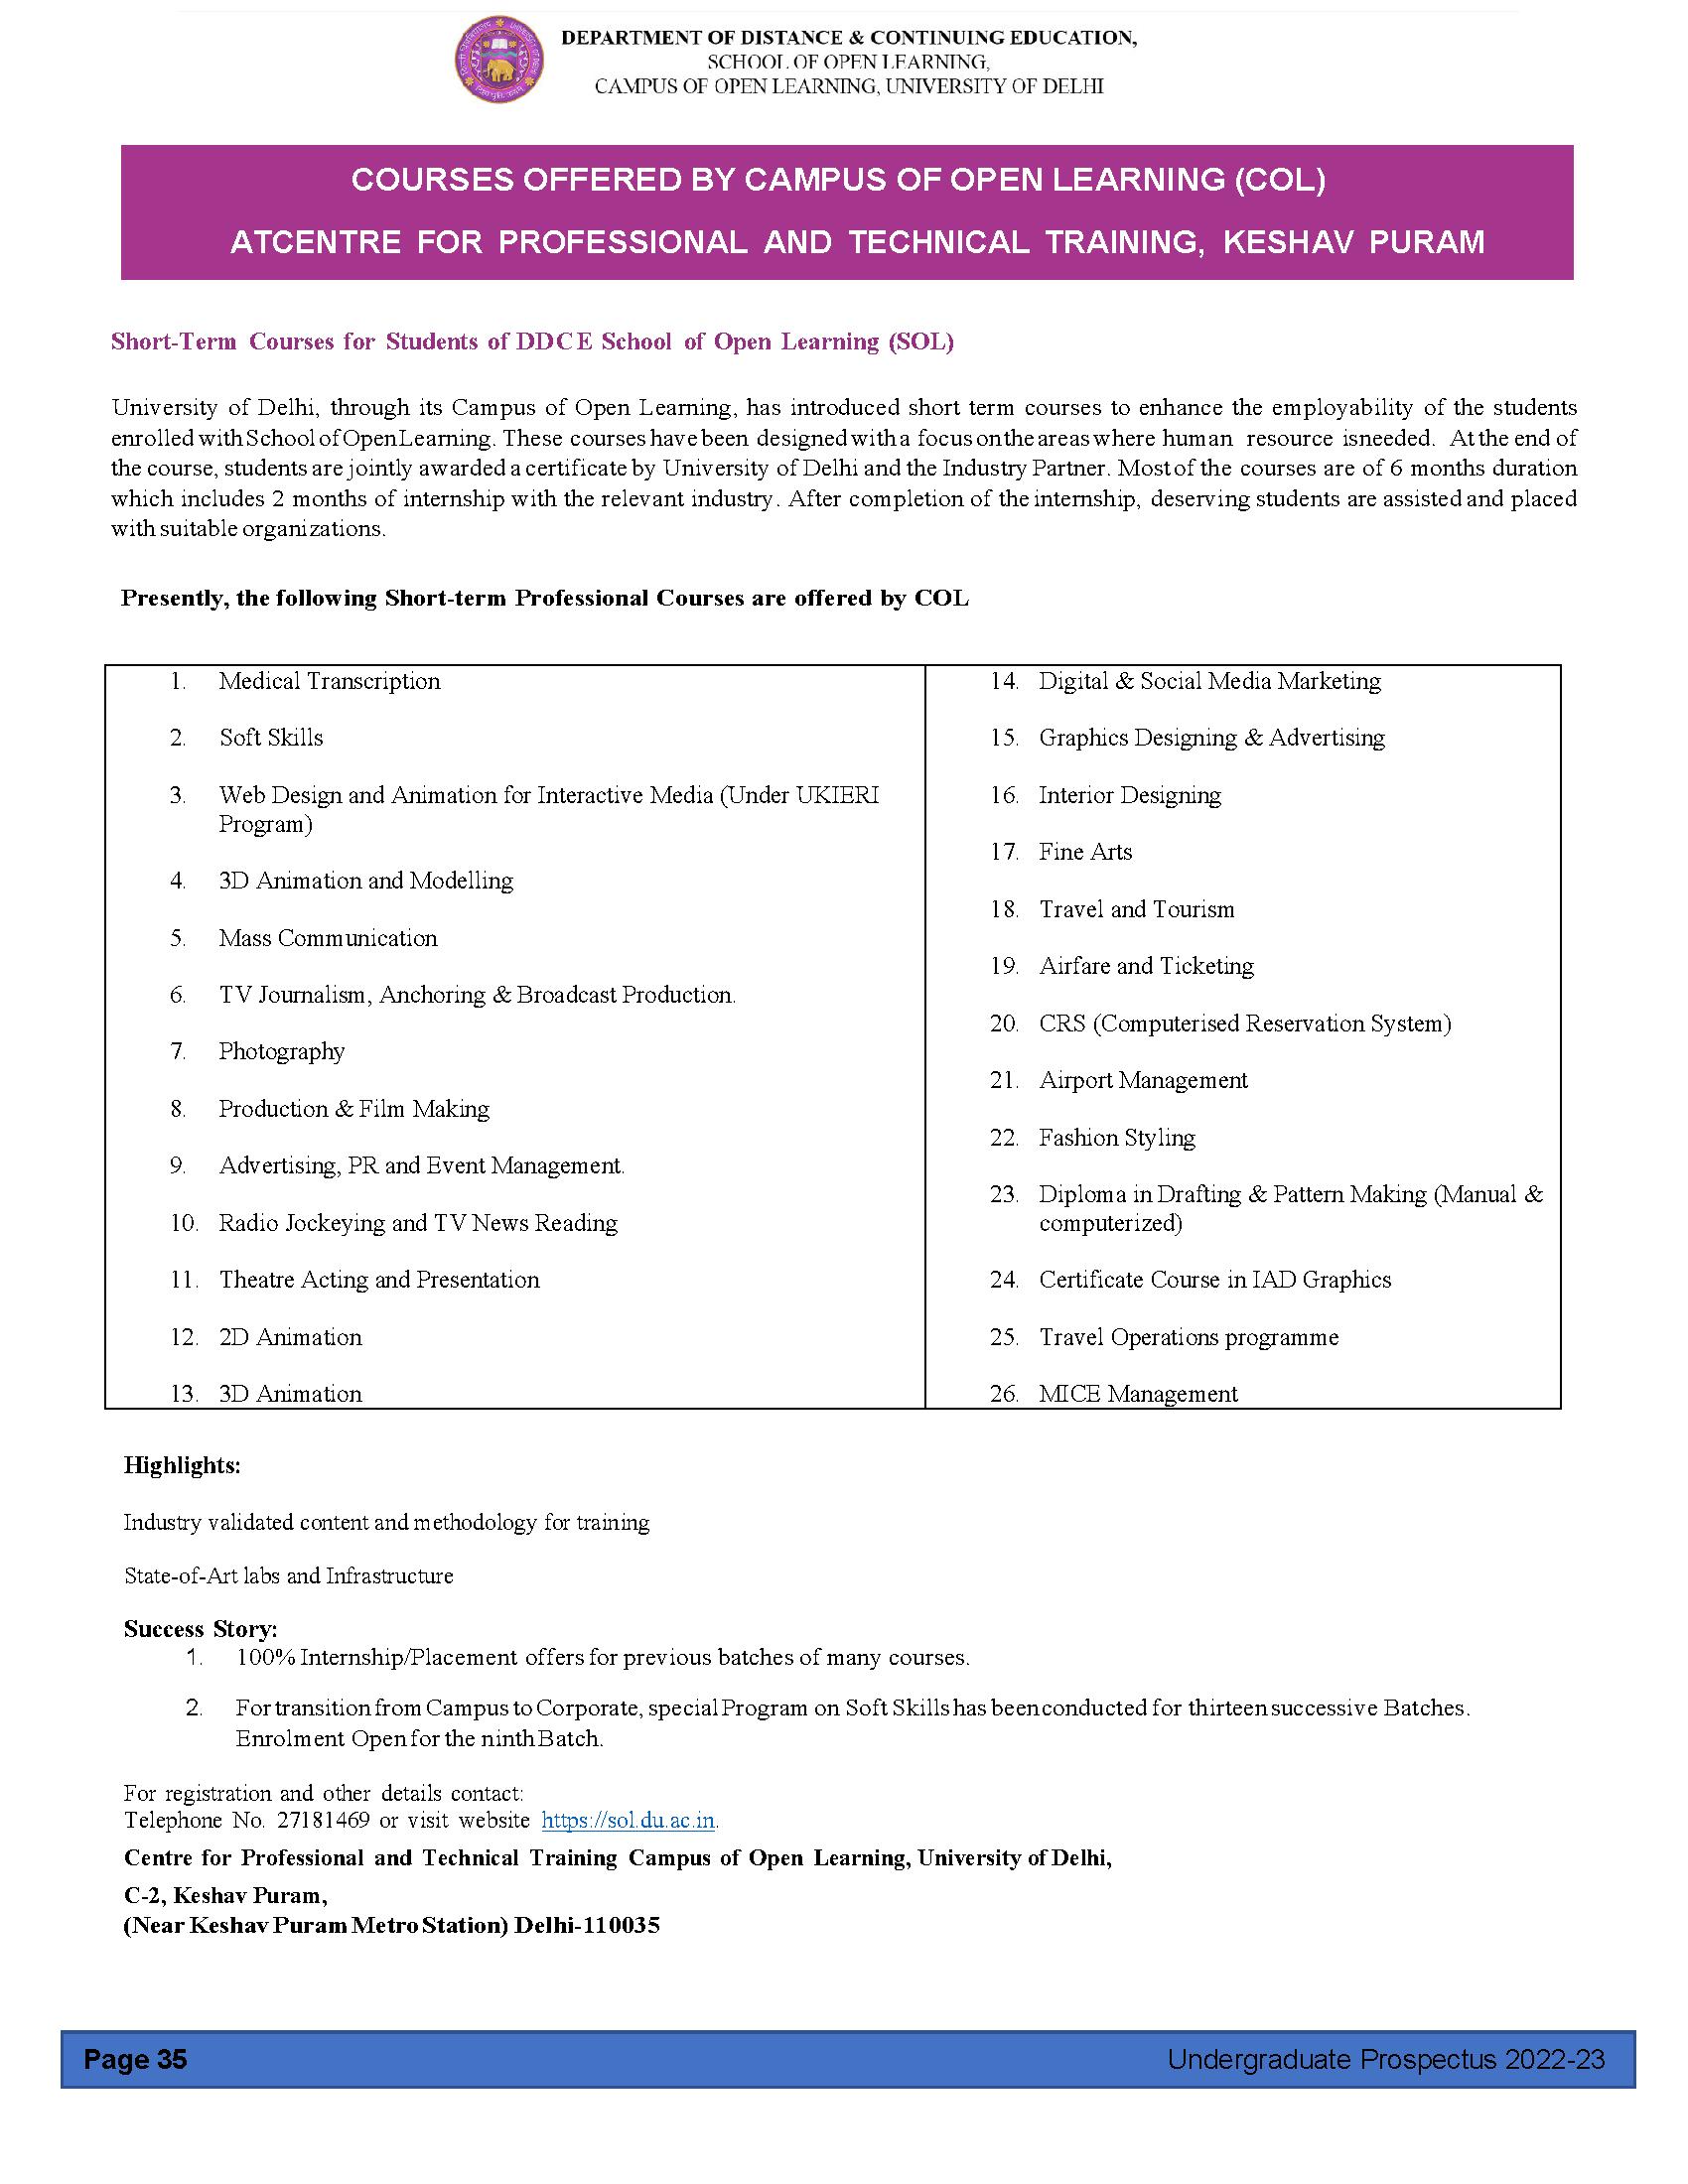 DEPARTMENT OF DISTANCE & CONTINUING EDUCATION,
SCHOOL OF OPEN LEARNING,
CAMPUS OF OPEN LEARNING, UNIVERSITY OF DELHI
COURSES OFFERED BY CAMPUS OF OPEN LEARNING (COL)
ATCENTRE FOR PROFESSIONAL AND TECHNICAL TRAINING, KESHAV PURAM
Short-Term Courses for Students of DDCE School of Open Learning (SOL)
University of Delhi, through its Campus of Open Learning, has introduced short term courses to enhance the employability of the students
enrolled with School of Open Learning. These courses have been designed with a focus on the areas where human resource isneeded. At the end of
the course, students are jointly awarded a certificate by University of Delhi and the Industry Partner. Most of the courses are of 6 months duration
which includes 2 months of internship with the relevant industry. After completion of the internship, deserving students are assisted and placed
with suitable organizations.
Presently, the following Short-term Professional Courses are offered by COL
1. Medical Transcription
2. Soft Skills
3. Web Design and Animation for Interactive Media (Under UKIERI
Program)
4. 3D Animation and Modelling
5. Mass Communication
6. TV Journalism, Anchoring & Broadcast Production.
7. Photography
8. Production & Film Making
9. Advertising, PR and Event Management.
10. Radio Jockeying and TV News Reading
11. Theatre Acting and Presentation
12. 2D Animation
13. 3D Animation
14. Digital & Social Media Marketing
15. Graphics Designing & Advertising
16. Interior Designing
17. Fine Arts
18. Travel and Tourism
19. Airfare and Ticketing
20. CRS (Computerised Reservation System)
21. Airport Management
22. Fashion Styling
23. Diploma in Drafting & Pattern Making (Manual &
computerized)
24. Certificate Course in IAD Graphics
25. Travel Operations programme
26. MICE Management
Highlights:
Industry validated content and methodology for training
State-of-Art labs and Infrastructure
Success Story:
1. 100% Internship/Placement offers for previous batches of many courses.
2. For transition from Campus to Corporate, special Program on Soft Skills has been conducted for thirteen successive Batches.
Enrolment Open for the ninth Batch.
For registration and other details contact:
Telephone No. 27181469 or visit website https://sol.du.ac.in.
Centre for Professional and Technical Training Campus of Open Learning, University of Delhi,
C-2, Keshav Puram,
(Near Keshav Puram Metro Station) Delhi-110035
Page 35
Undergraduate Prospectus 2022-23